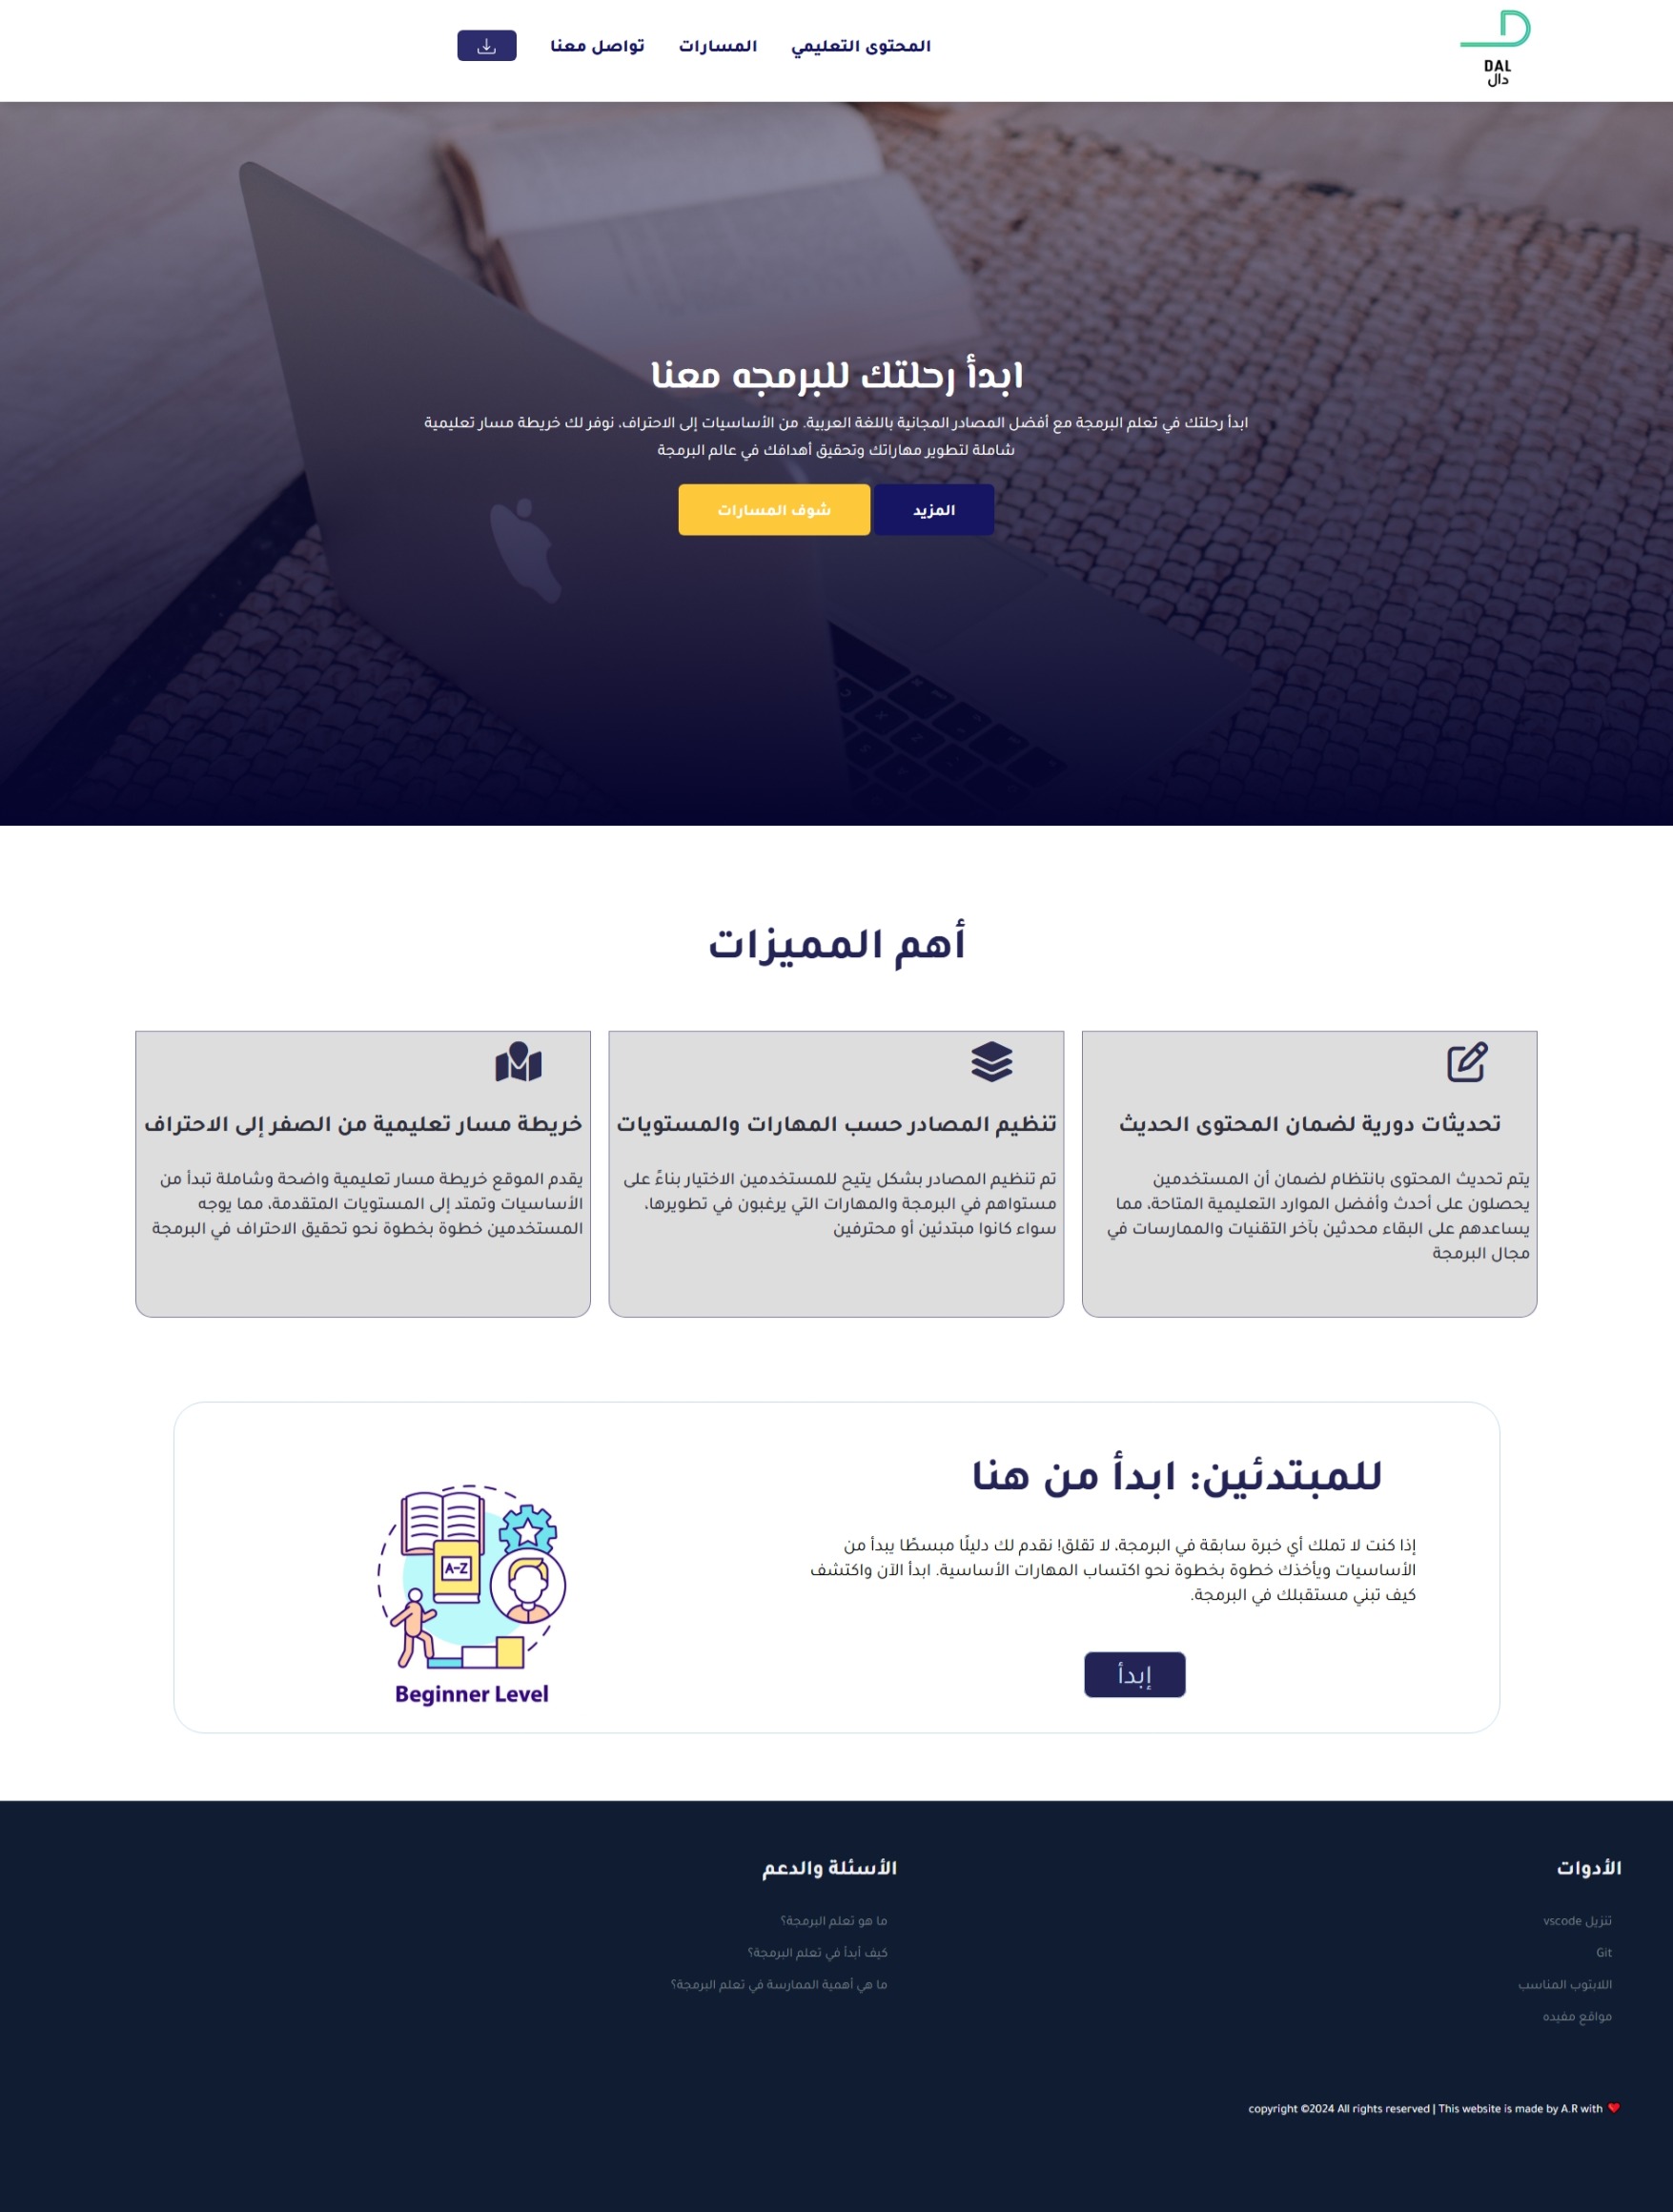 DAL
دال
المحتوى التعليمي
المسارات
تواصل معنا
ابدأ رحلتك للبرمجه معنا
ابدأ رحلتك في تعلم البرمجة مع أفضل المصادر المجانية باللغة العربية. من الأساسيات إلى الاحتراف، نوفر لك خريطة مسار تعليمية
شاملة لتطوير مهاراتك وتحقيق أهدافك في عالم البرمجة
المزيد
شوف المسارات
أهم المميزات
تحديثات دورية لضمان المحتوى الحديث
يتم تحديث المحتوى بانتظام لضمان أن المستخدمين
يحصلون على أحدث وأفضل الموارد التعليمية المتاحة، مما
يساعدهم على البقاء محدثين بآخر التقنيات والممارسات في
مجال البرمجة
تنظيم المصادر حسب المهارات والمستويات
تم تنظيم المصادر بشكل يتيح للمستخدمين الاختيار بناءً على
مستواهم في البرمجة والمهارات التي يرغبون في تطويرها،
سواء كانوا مبتدئين أو محترفين
خريطة مسار تعليمية من الصفر إلى الاحتراف
يقدم الموقع خريطة مسار تعليمية واضحة وشاملة تبدأ من
الأساسيات وتمتد إلى المستويات المتقدمة، مما يوجه
المستخدمين خطوة بخطوة نحو تحقيق الاحتراف في البرمجة
للمبتدئين: ابدأ من هنا
إذا كنت لا تملك أي خبرة سابقة في البرمجة، لا تقلق! نقدم لك دليلًا مبسطًا يبدأ من
الأساسيات ويأخذك خطوة بخطوة نحو اكتساب المهارات الأساسية. ابدأ الآن واكتشف
كيف تبني مستقبلك في البرمجة.
إبدأ
A-Z
Beginner Level
الأدوات
تنزيل vscode
Git
اللابتوب المناسب
مواقع مفيده
الأسئلة والدعم
ما هو تعلم البرمجة؟
كيف أبدأ في تعلم البرمجة؟
ما هي أهمية الممارسة في تعلم البرمجة؟
copyright ©2024 All rights reserved | This website is made by A.R with ❤